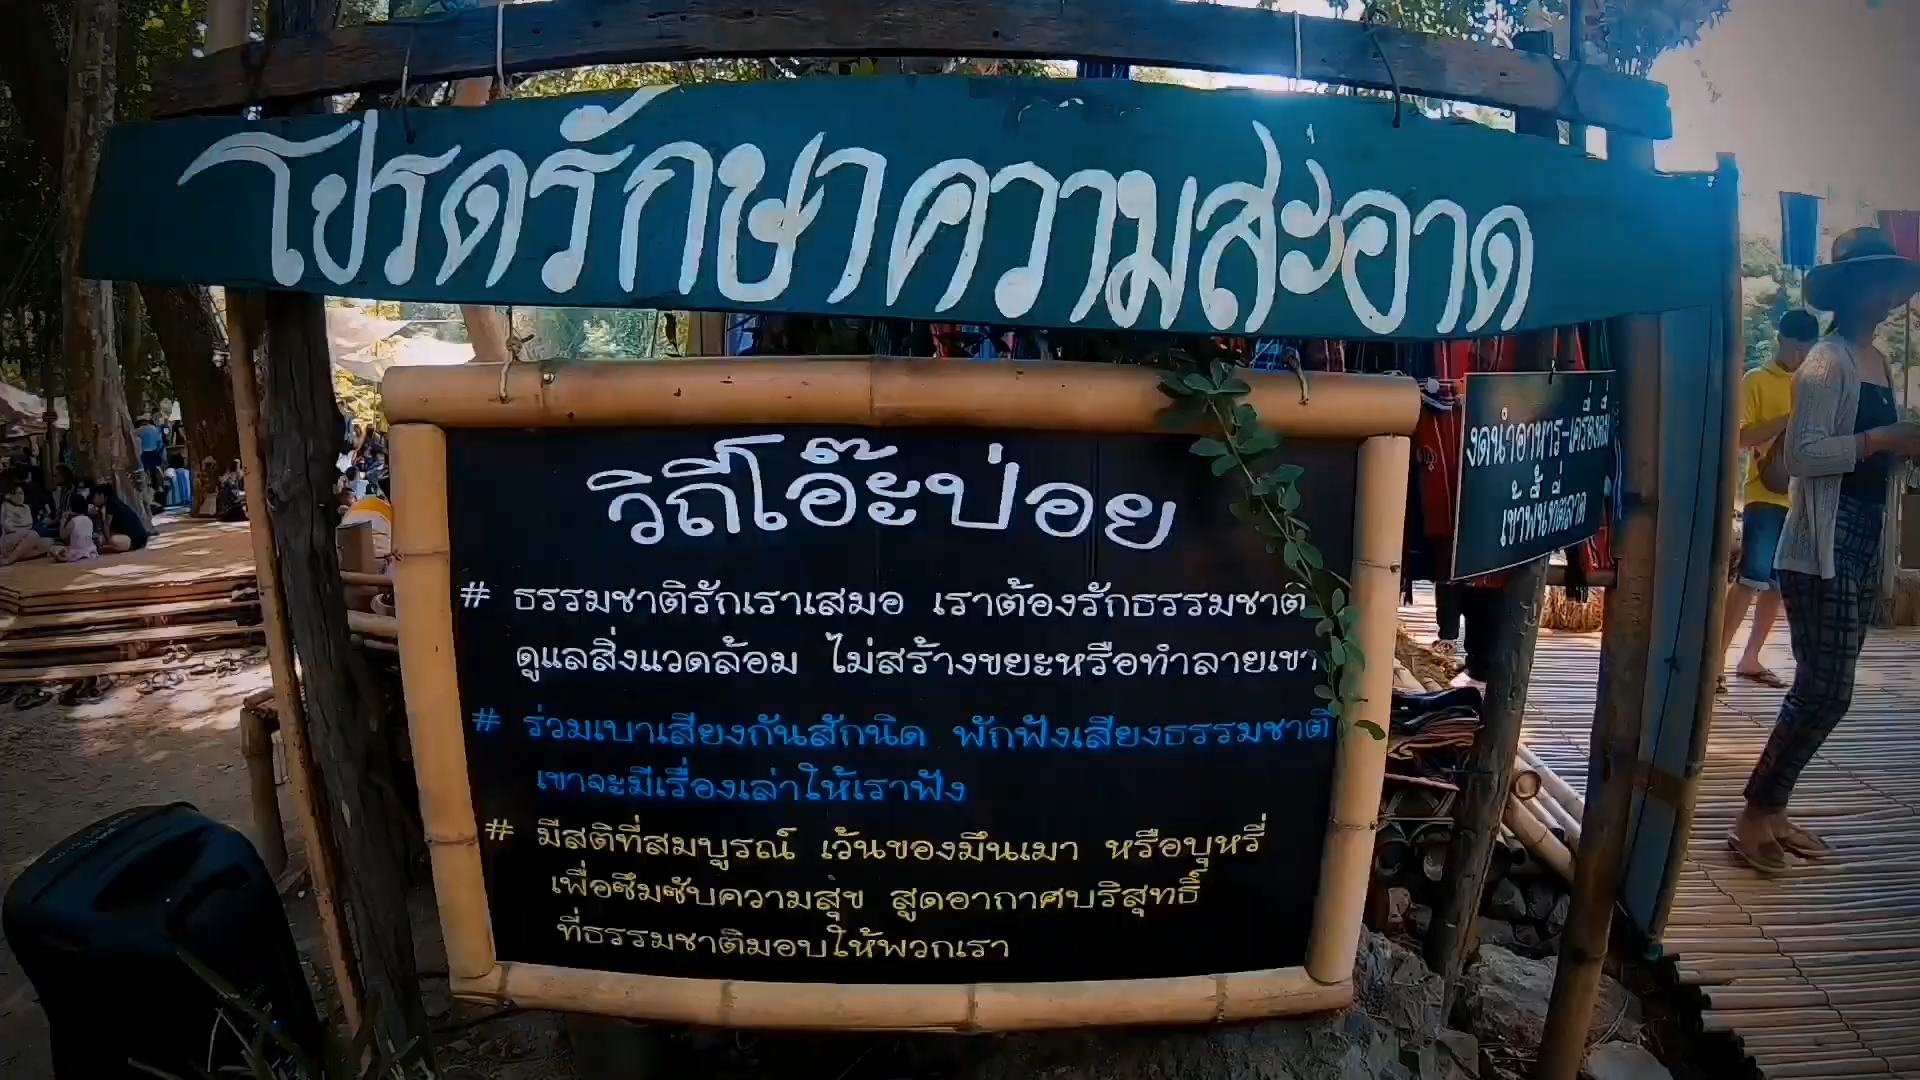 โปรดรักษาความสะอาด
วิถีโอ๊ะป่อย
# ธรรมชาติรักเราเสมอ เราต้องรักธรรมชาติ
ดูแลสิ่งแวดล้อม ไม่สร้างขยะหรือทำลายเขา
# ร่วมเบาเสียงกันสักนิด พักฟังเสียงธรรมชาติ
เขาจะมีเรื่องเล่าให้เราฟัง
# มีสติที่สมบูรณ์ เว้นของมึนเมา หรือบุหรี่
เพื่อซึมซับความสุข สูดอากาศบริสุทธิ์
ที่ธรรมชาติมอบให้พวกเรา
งดนำอาหาร-เครื่องดื่ม
เข้าพื้นที่ตลาด